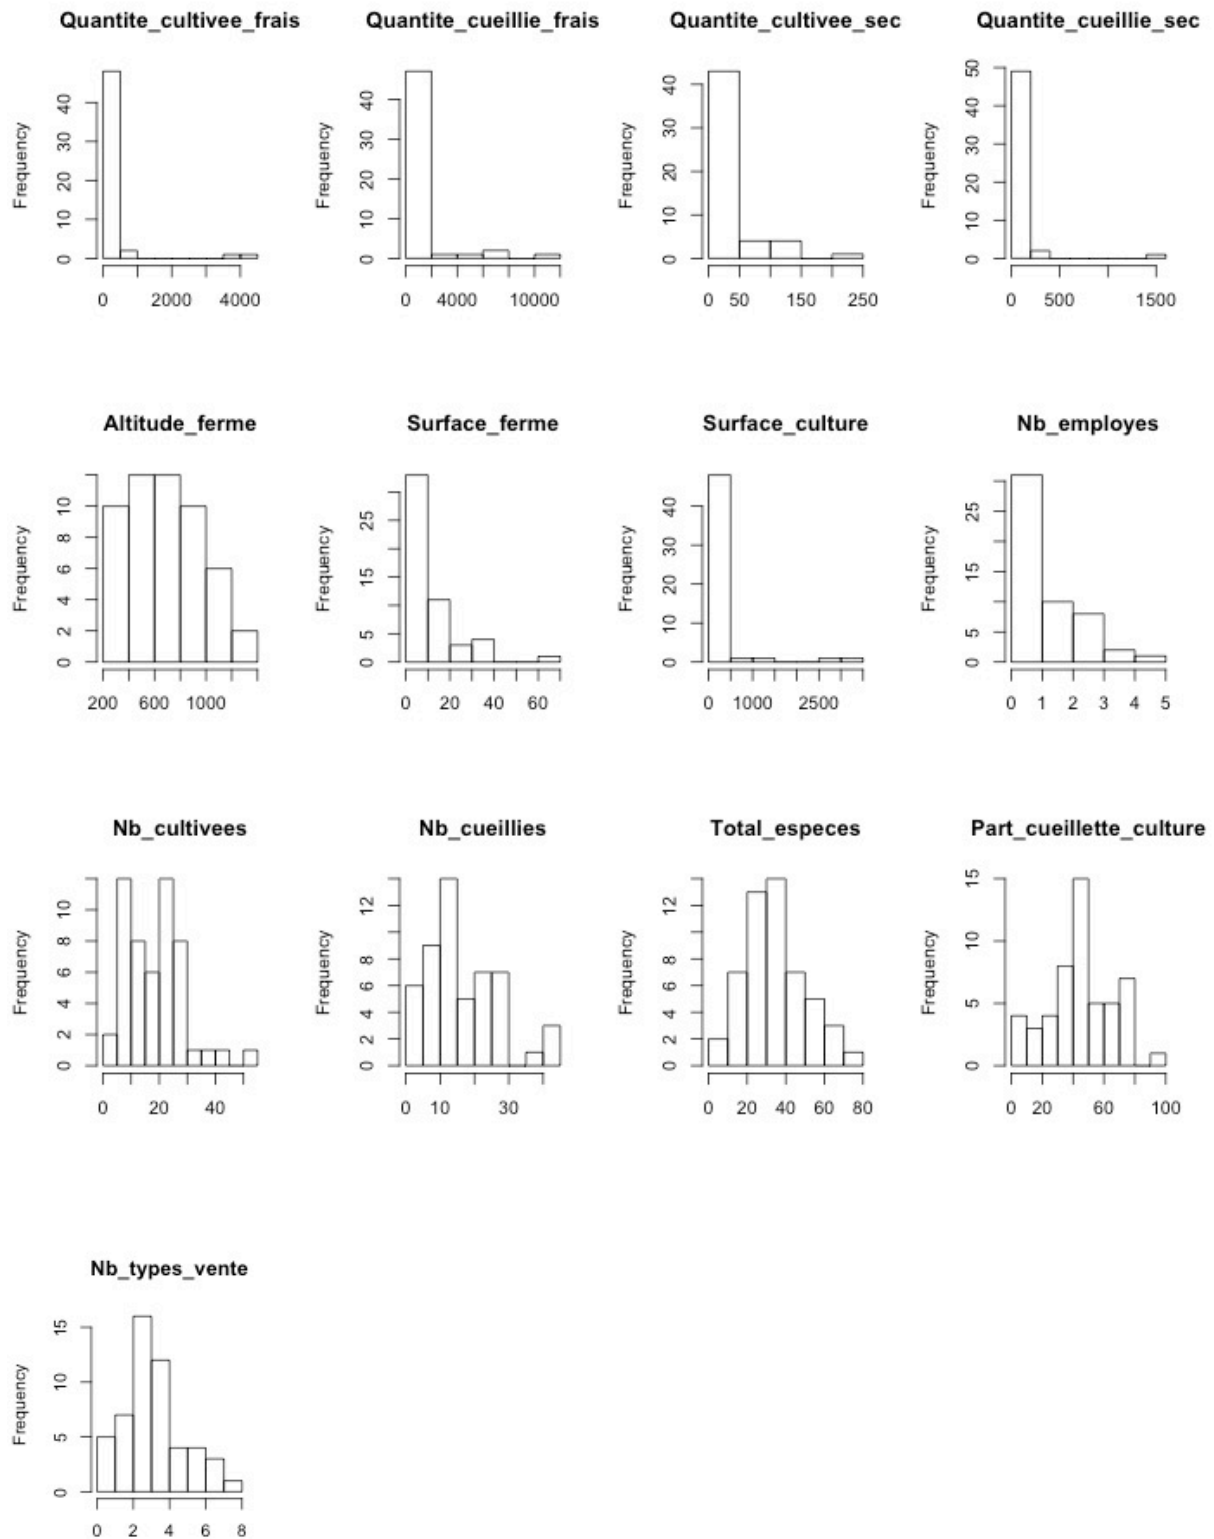 Quantite_cultivee_frais Quantite_cueillie_frais Quantite_cultivee_sec Quantite_cueillie_sec
Frequency 0 10 20 30 40 Frequency 0 10 20 30 40 Frequency 0 10 20 30 40 Frequency 0 10 20 30 40 50
0 2000 4000 0 4000 10000 0 50 150 250 0 500 1500
Altitude_ferme Surface_ferme Surface_culture Nb_employes
Frequency 0 2 4 6 8 10 Frequency 0 5 15 25 Frequency 0 10 20 30 40 Frequency 0 5 15 25
200 600 1000 0 20 40 60 0 1000 2500 0 1 2 3 4 5
Nb_cultivees Nb_cueillies Total_especes Part_cueillette_culture
Frequency 0 2 4 6 8 10 Frequency 0 2 4 6 8 12 Frequency 0 2 4 6 8 12 Frequency 0 5 10 15
0 20 40 0 10 30 0 20 40 60 80 0 20 60 100
Nb_types_vente
Frequency 0 5 10 15
0 2 4 6 8